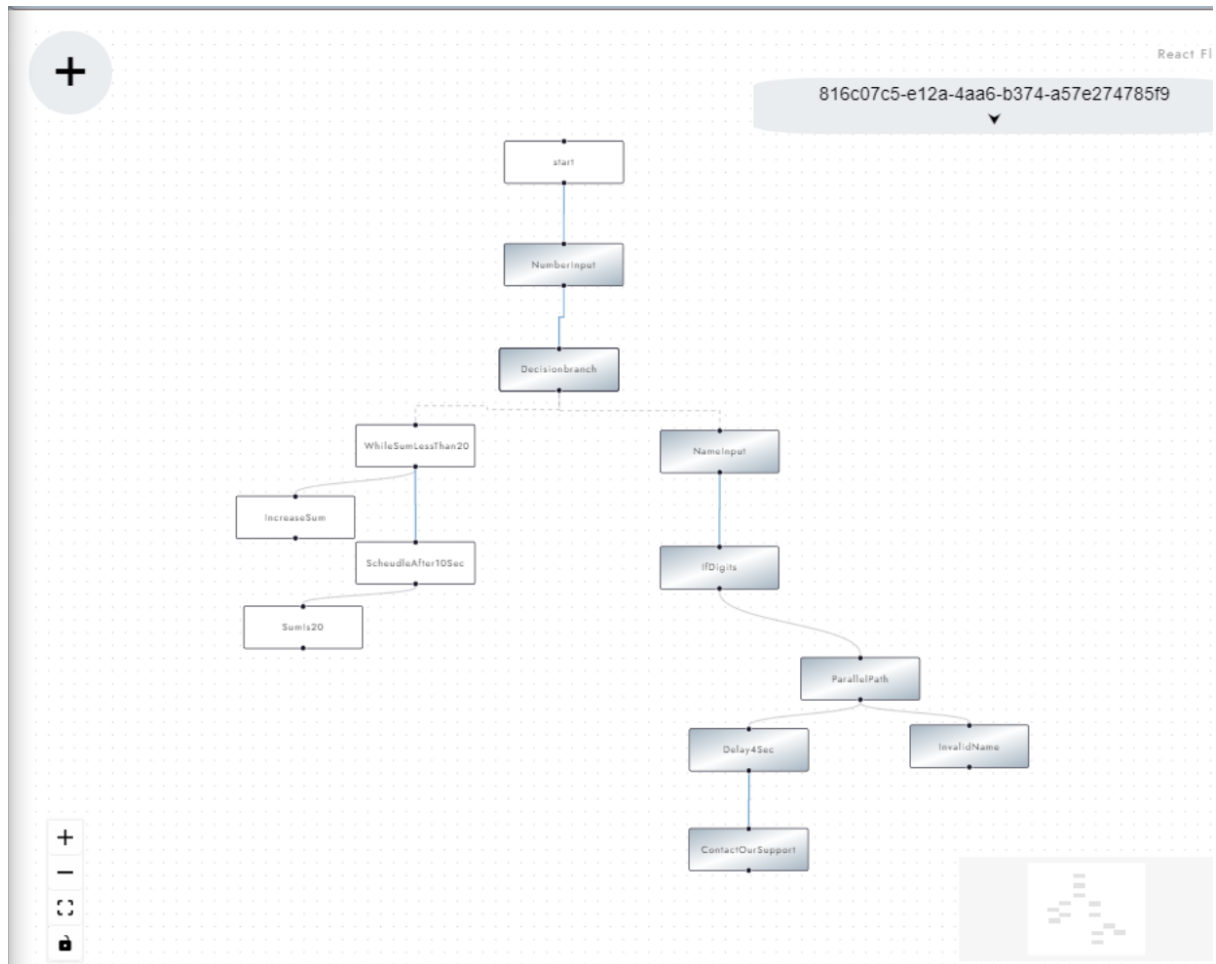 React Fl
816c07c5-e12a-4aa6-b374-a57e274785f9
start
NumberInput
Decisionbranch
WhileSumLessThan20
NameInput
IncreaseSum
ScheudleAfter10Sec
IfDigits
SumIs20
ParallelPath
Delay4Sec
InvalidName
ContactOurSupport